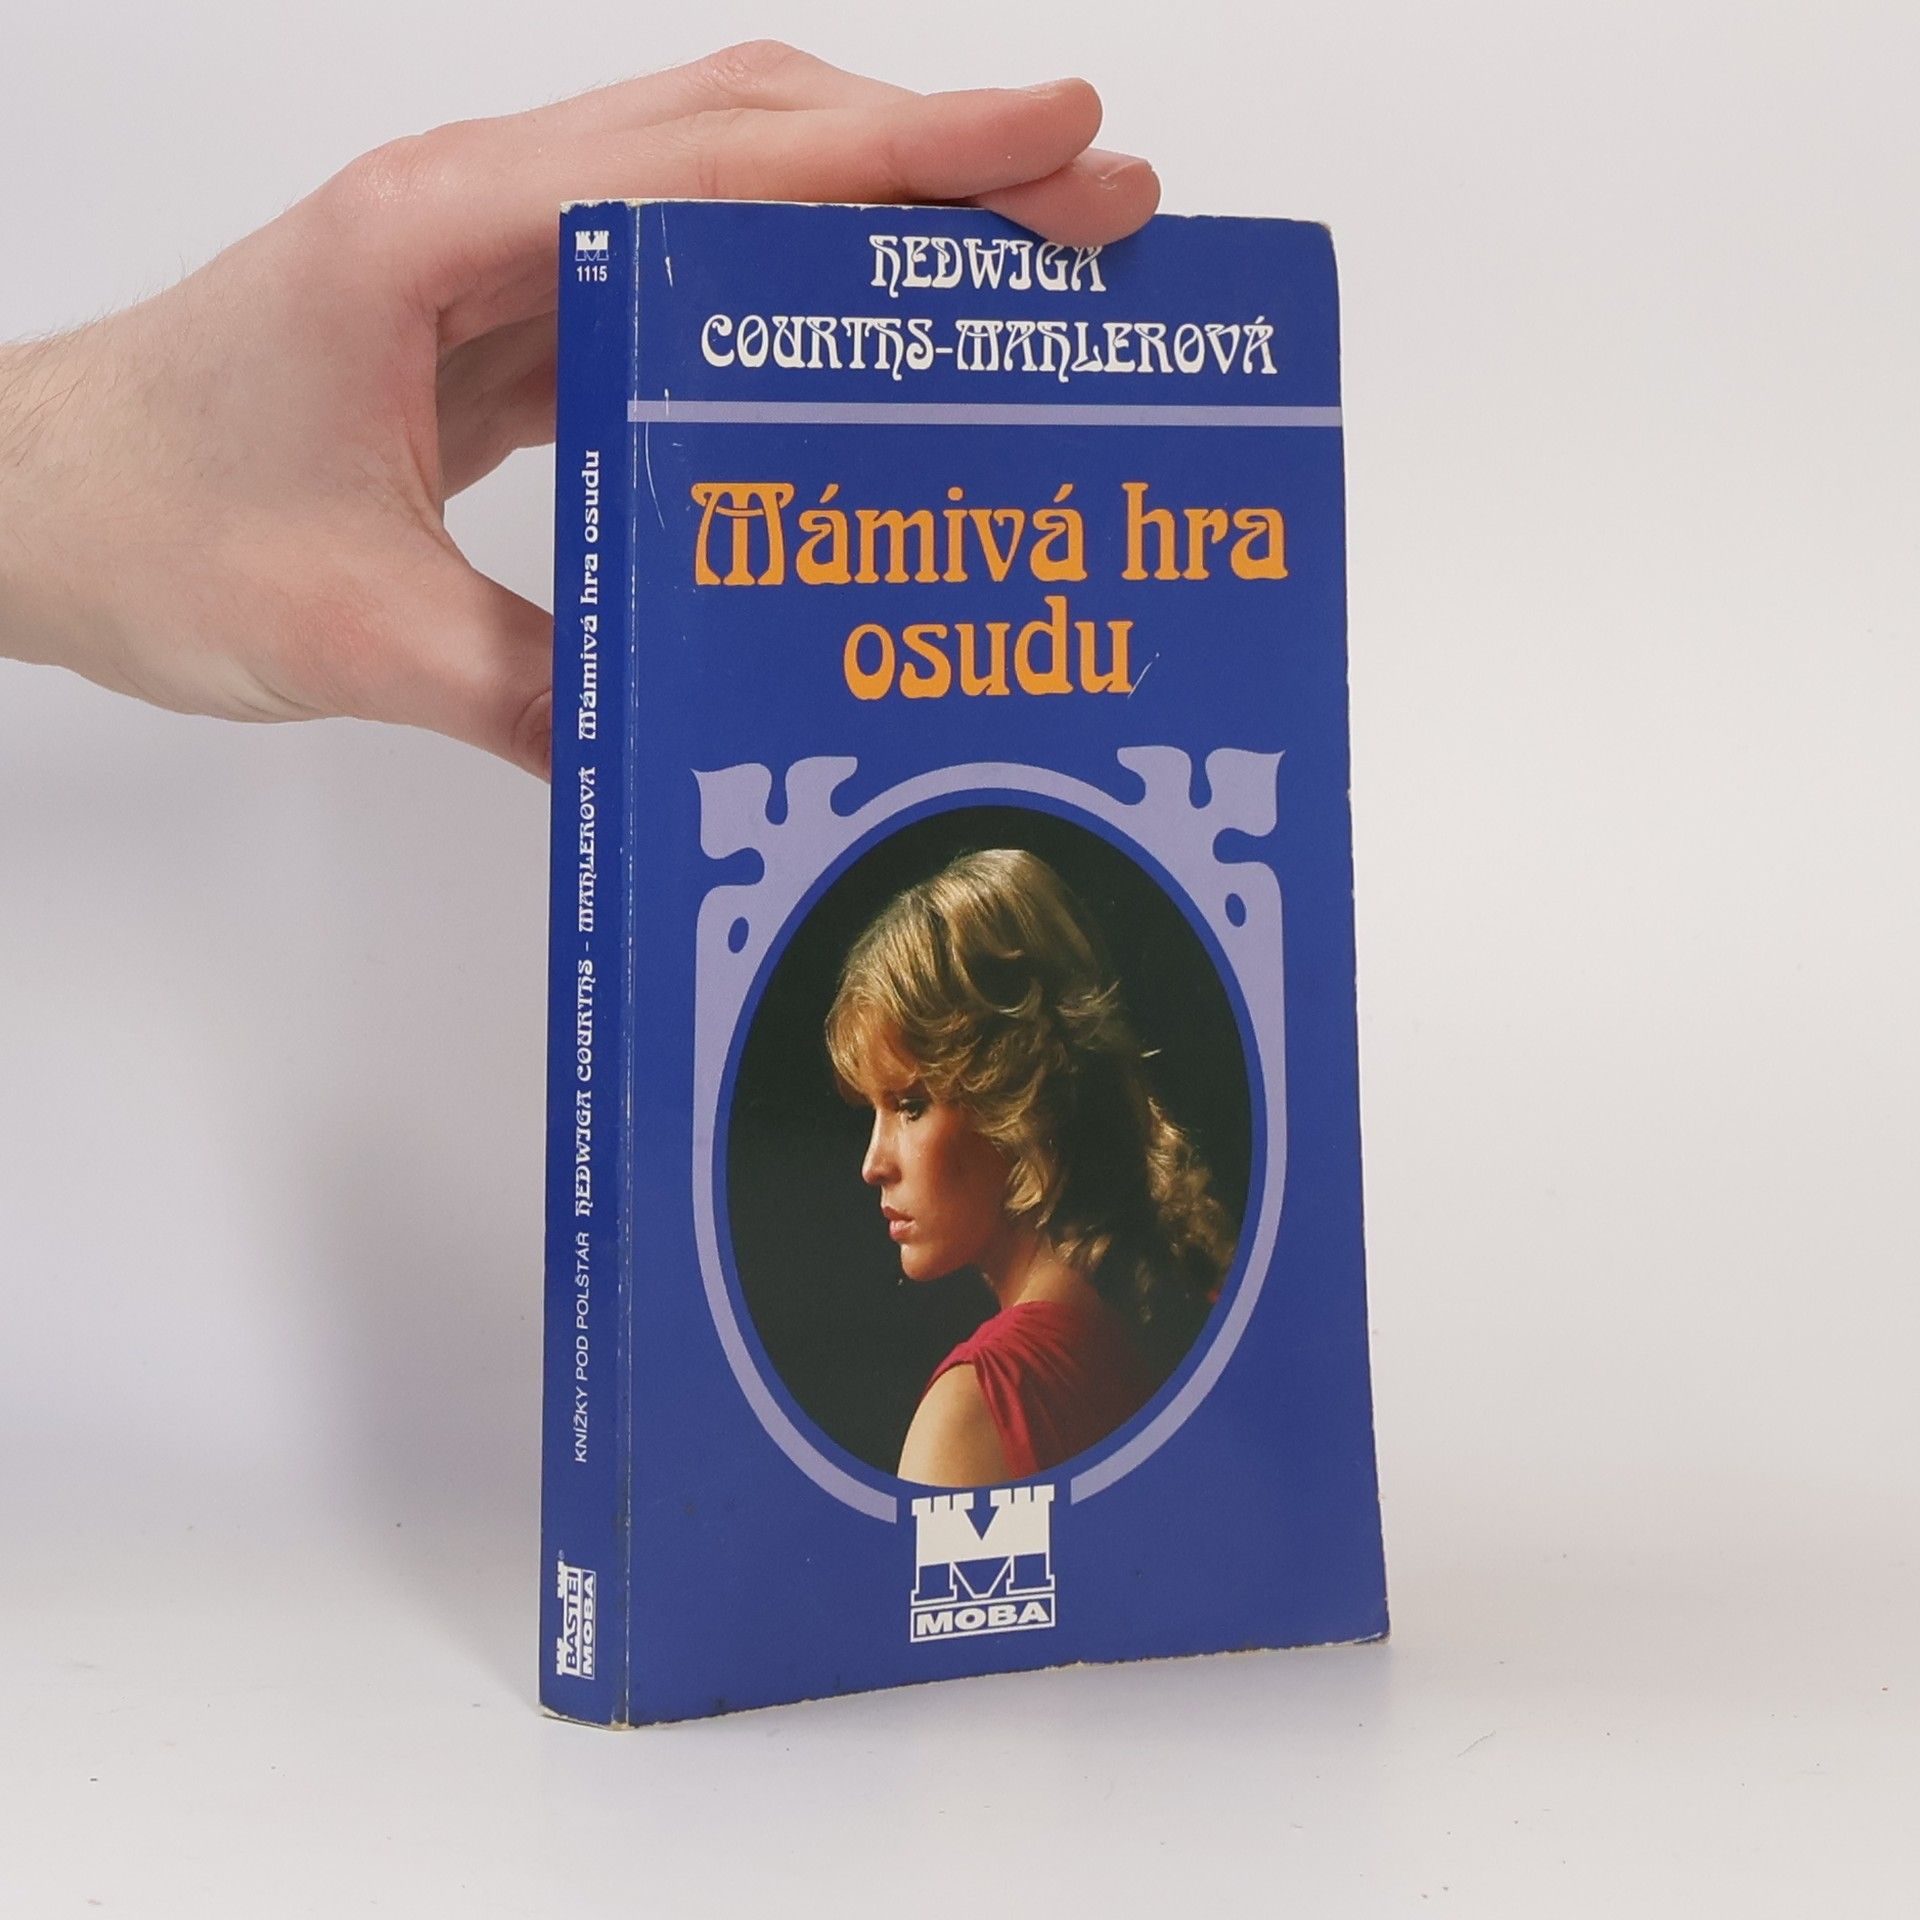 HEDWIGA
COURTHS-MAHLEROVÁ
Mámivá hra
osudu
MOBA
1115
KNÍŽKY POD POLŠTÁŘ HEDWIGA COURTHS - MAHLEROVÁ Mámivá hra osudu
BASTEI
MOBA